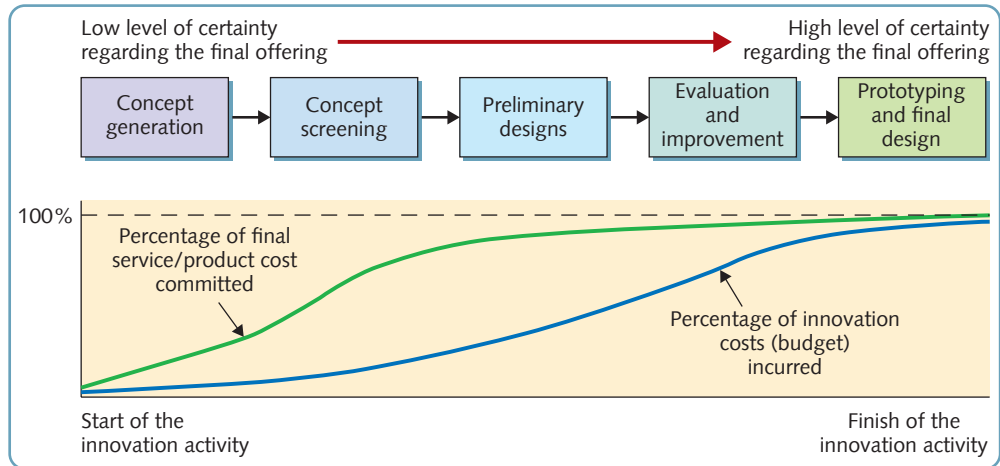 Low level of certainty
regarding the final offering
High level of certainty
regarding the final offering
Concept
generation
Concept
screening
Preliminary
designs
Evaluation
and
improvement
Prototyping
and final
design
100%
Percentage of final
service/product cost
committed
Percentage of innovation
costs (budget)
incurred
Start of the
innovation activity
Finish of the
innovation activity